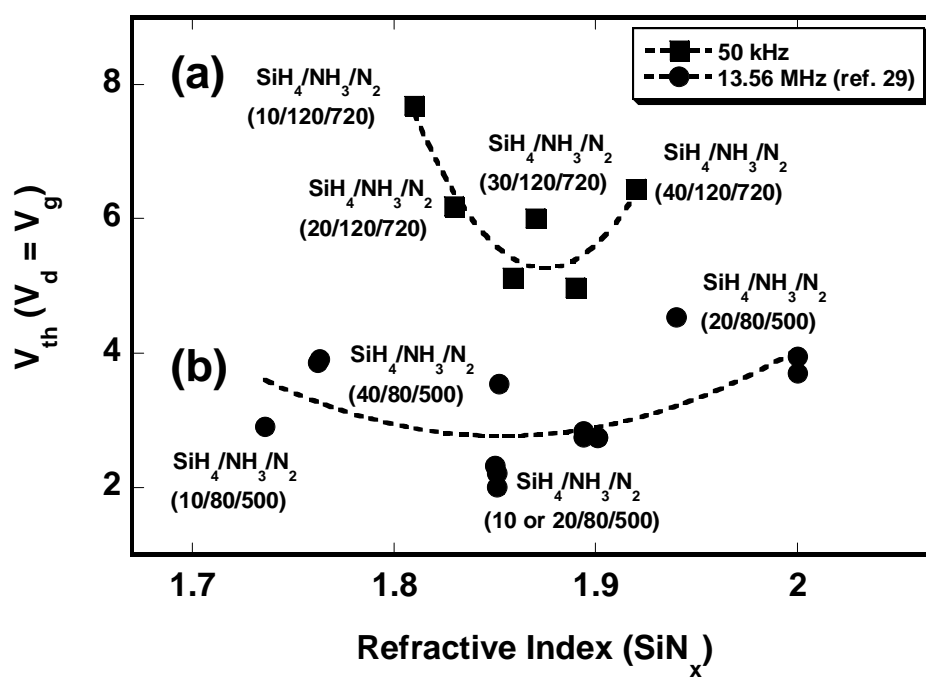 50 kHz
13.56 MHz (ref. 29)
(a)
SiH4/NH3/N2
(10/120/720)
SiH4/NH3/N2
(20/120/720)
SiH4/NH3/N2
(30/120/720)
SiH4/NH3/N2
(40/120/720)
SiH4/NH3/N2
(20/80/500)
(b)
SiH4/NH3/N2
(40/80/500)
SiH4/NH3/N2
(10/80/500)
SiH4/NH3/N2
(10 or 20/80/500)
8
6
4
2
Vth (Vd = Vg)
1.7
1.8
1.9
2
Refractive Index (SiNx)